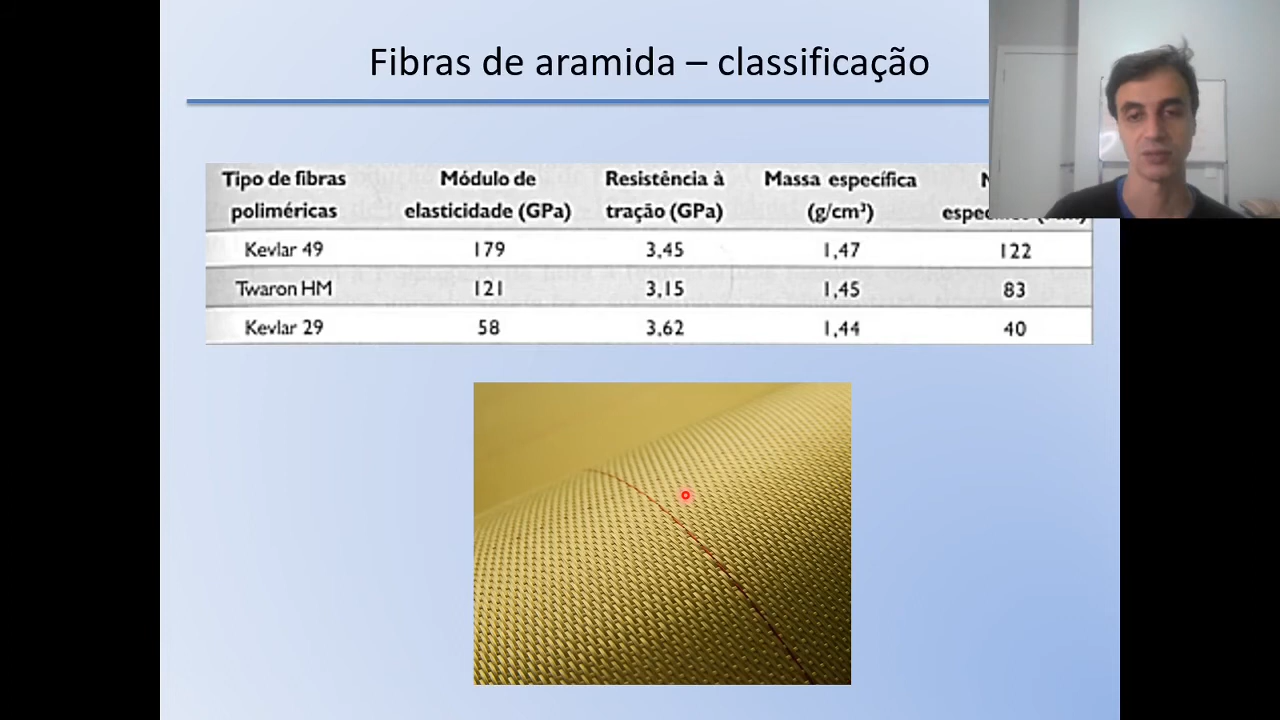 Fibras de aramida – classificação
Tipo de fibras Módulo de Resistência à Massa específica
poliméricas elasticidade (GPa) tração (GPa) (g/cm³)
Kevlar 49 179 3,45 1,47 122
Twaron HM 121 3,15 1,45 83
Kevlar 29 58 3,62 1,44 40